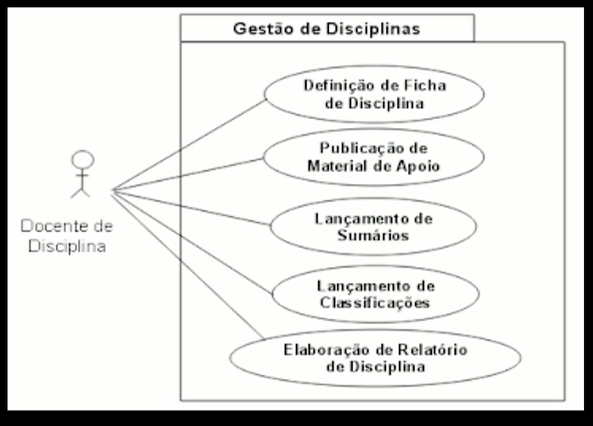 Gestão de Disciplinas
Definição de Ficha
de Disciplina
Publicação de
Material de Apoio
Docente de
Disciplina
Lançamento de
Sumários
Lançamento de
Classificações
Elaboração de Relatório
de Disciplina